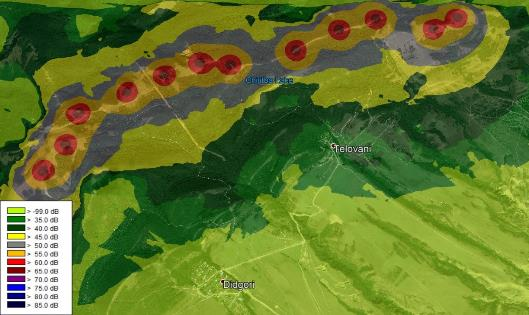 Telovani
Didgori
> -99.0 dB
> 35.0 dB
> 40.0 dB
> 45.0 dB
> 50.0 dB
> 55.0 dB
> 60.0 dB
> 65.0 dB
> 70.0 dB
> 75.0 dB
> 80.0 dB
> 85.0 dB